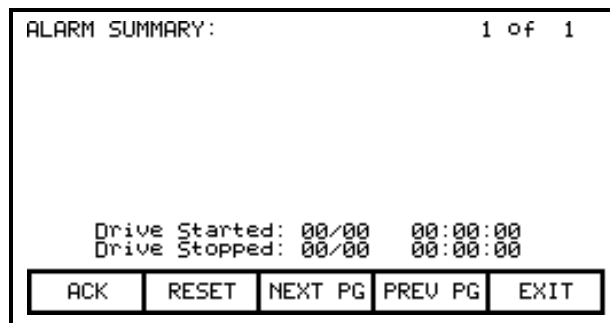 ALARM SUMMARY: 1 of 1
Drive Started: 00/00 00:00:00
Drive Stopped: 00/00 00:00:00
ACK RESET NEXT PG PREV PG EXIT